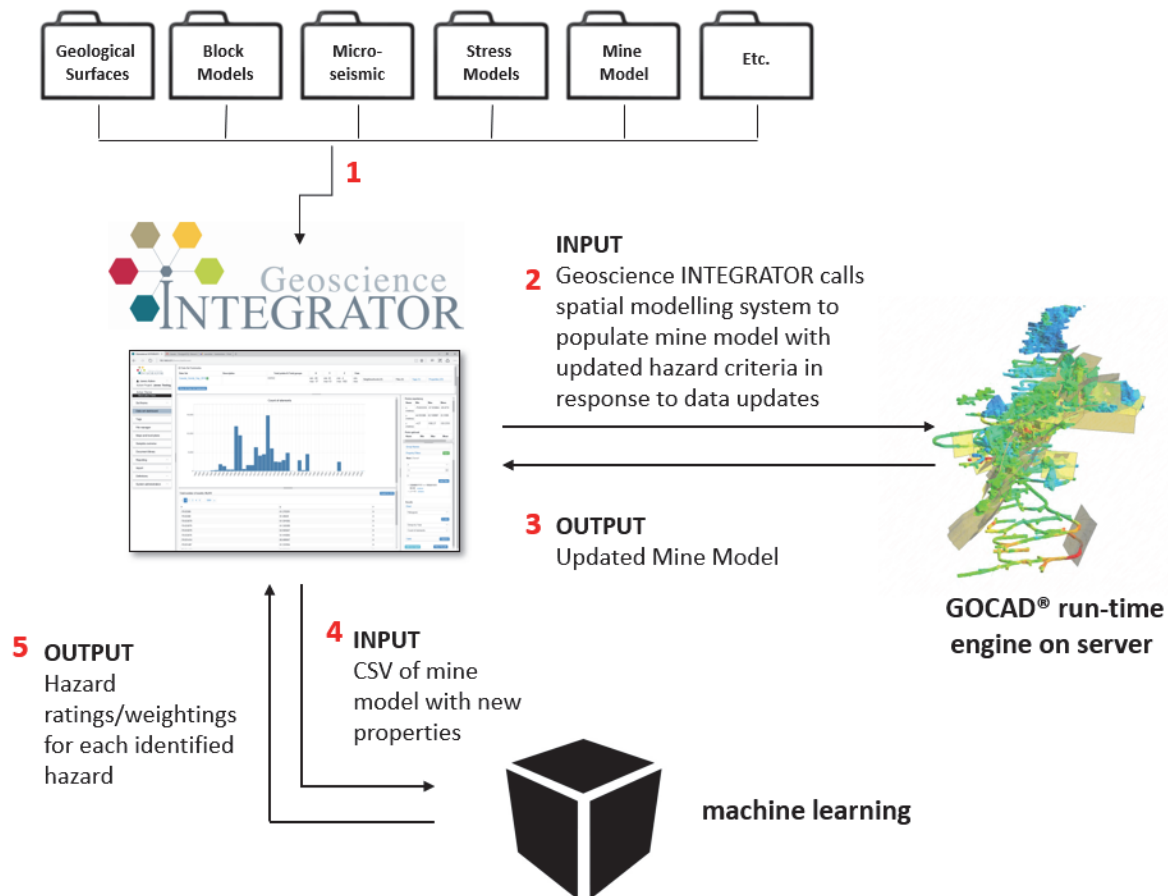 Geological
Surfaces
Block
Models
Micro-
seismic
Stress
Models
Mine
Model
Etc.
1
Geoscience
INTEGRATOR
INPUT
2 Geoscience INTEGRATOR calls
spatial modelling system to
populate mine model with
updated hazard criteria in
response to data updates
3 OUTPUT
Updated Mine Model
GOCAD® run-time
engine on server
4 INPUT
CSV of mine
model with new
properties
5 OUTPUT
Hazard
ratings/weightings
for each identified
hazard
machine learning